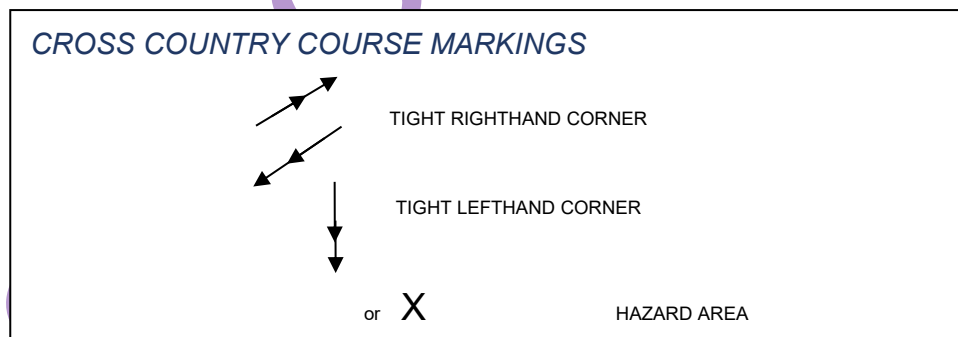 CROSS COUNTRY COURSE MARKINGS
TIGHT RIGHTHAND CORNER
TIGHT LEFTHAND CORNER
or X HAZARD AREA